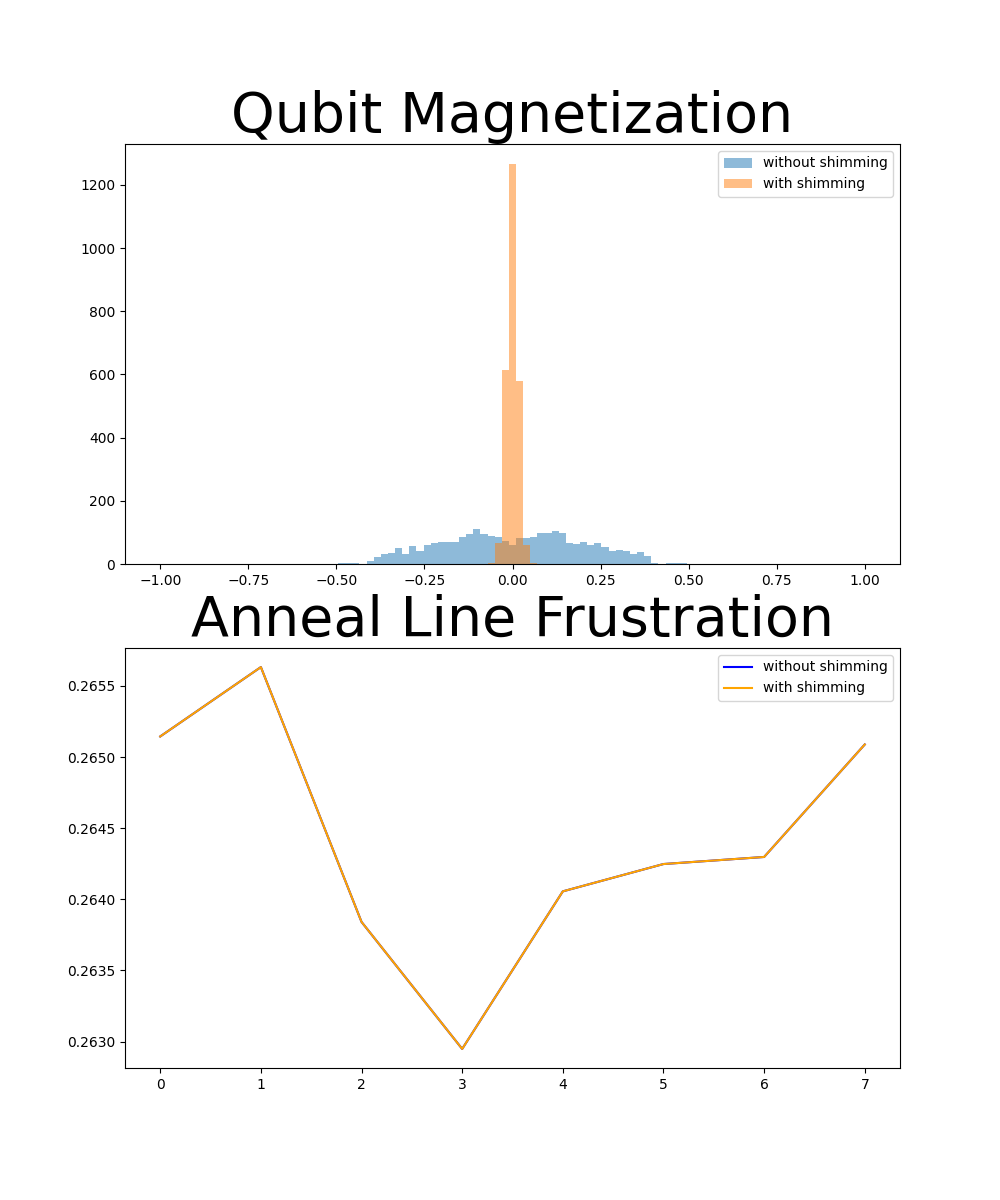 Qubit Magnetization
without shimming
with shimming
1200
1000
800
600
400
200
0
−1.00 −0.75 −0.50 −0.25 0.00 0.25 0.50 0.75 1.00
Anneal Line Frustration
without shimming
with shimming
0.2655
0.2650
0.2645
0.2640
0.2635
0.2630
0 1 2 3 4 5 6 7